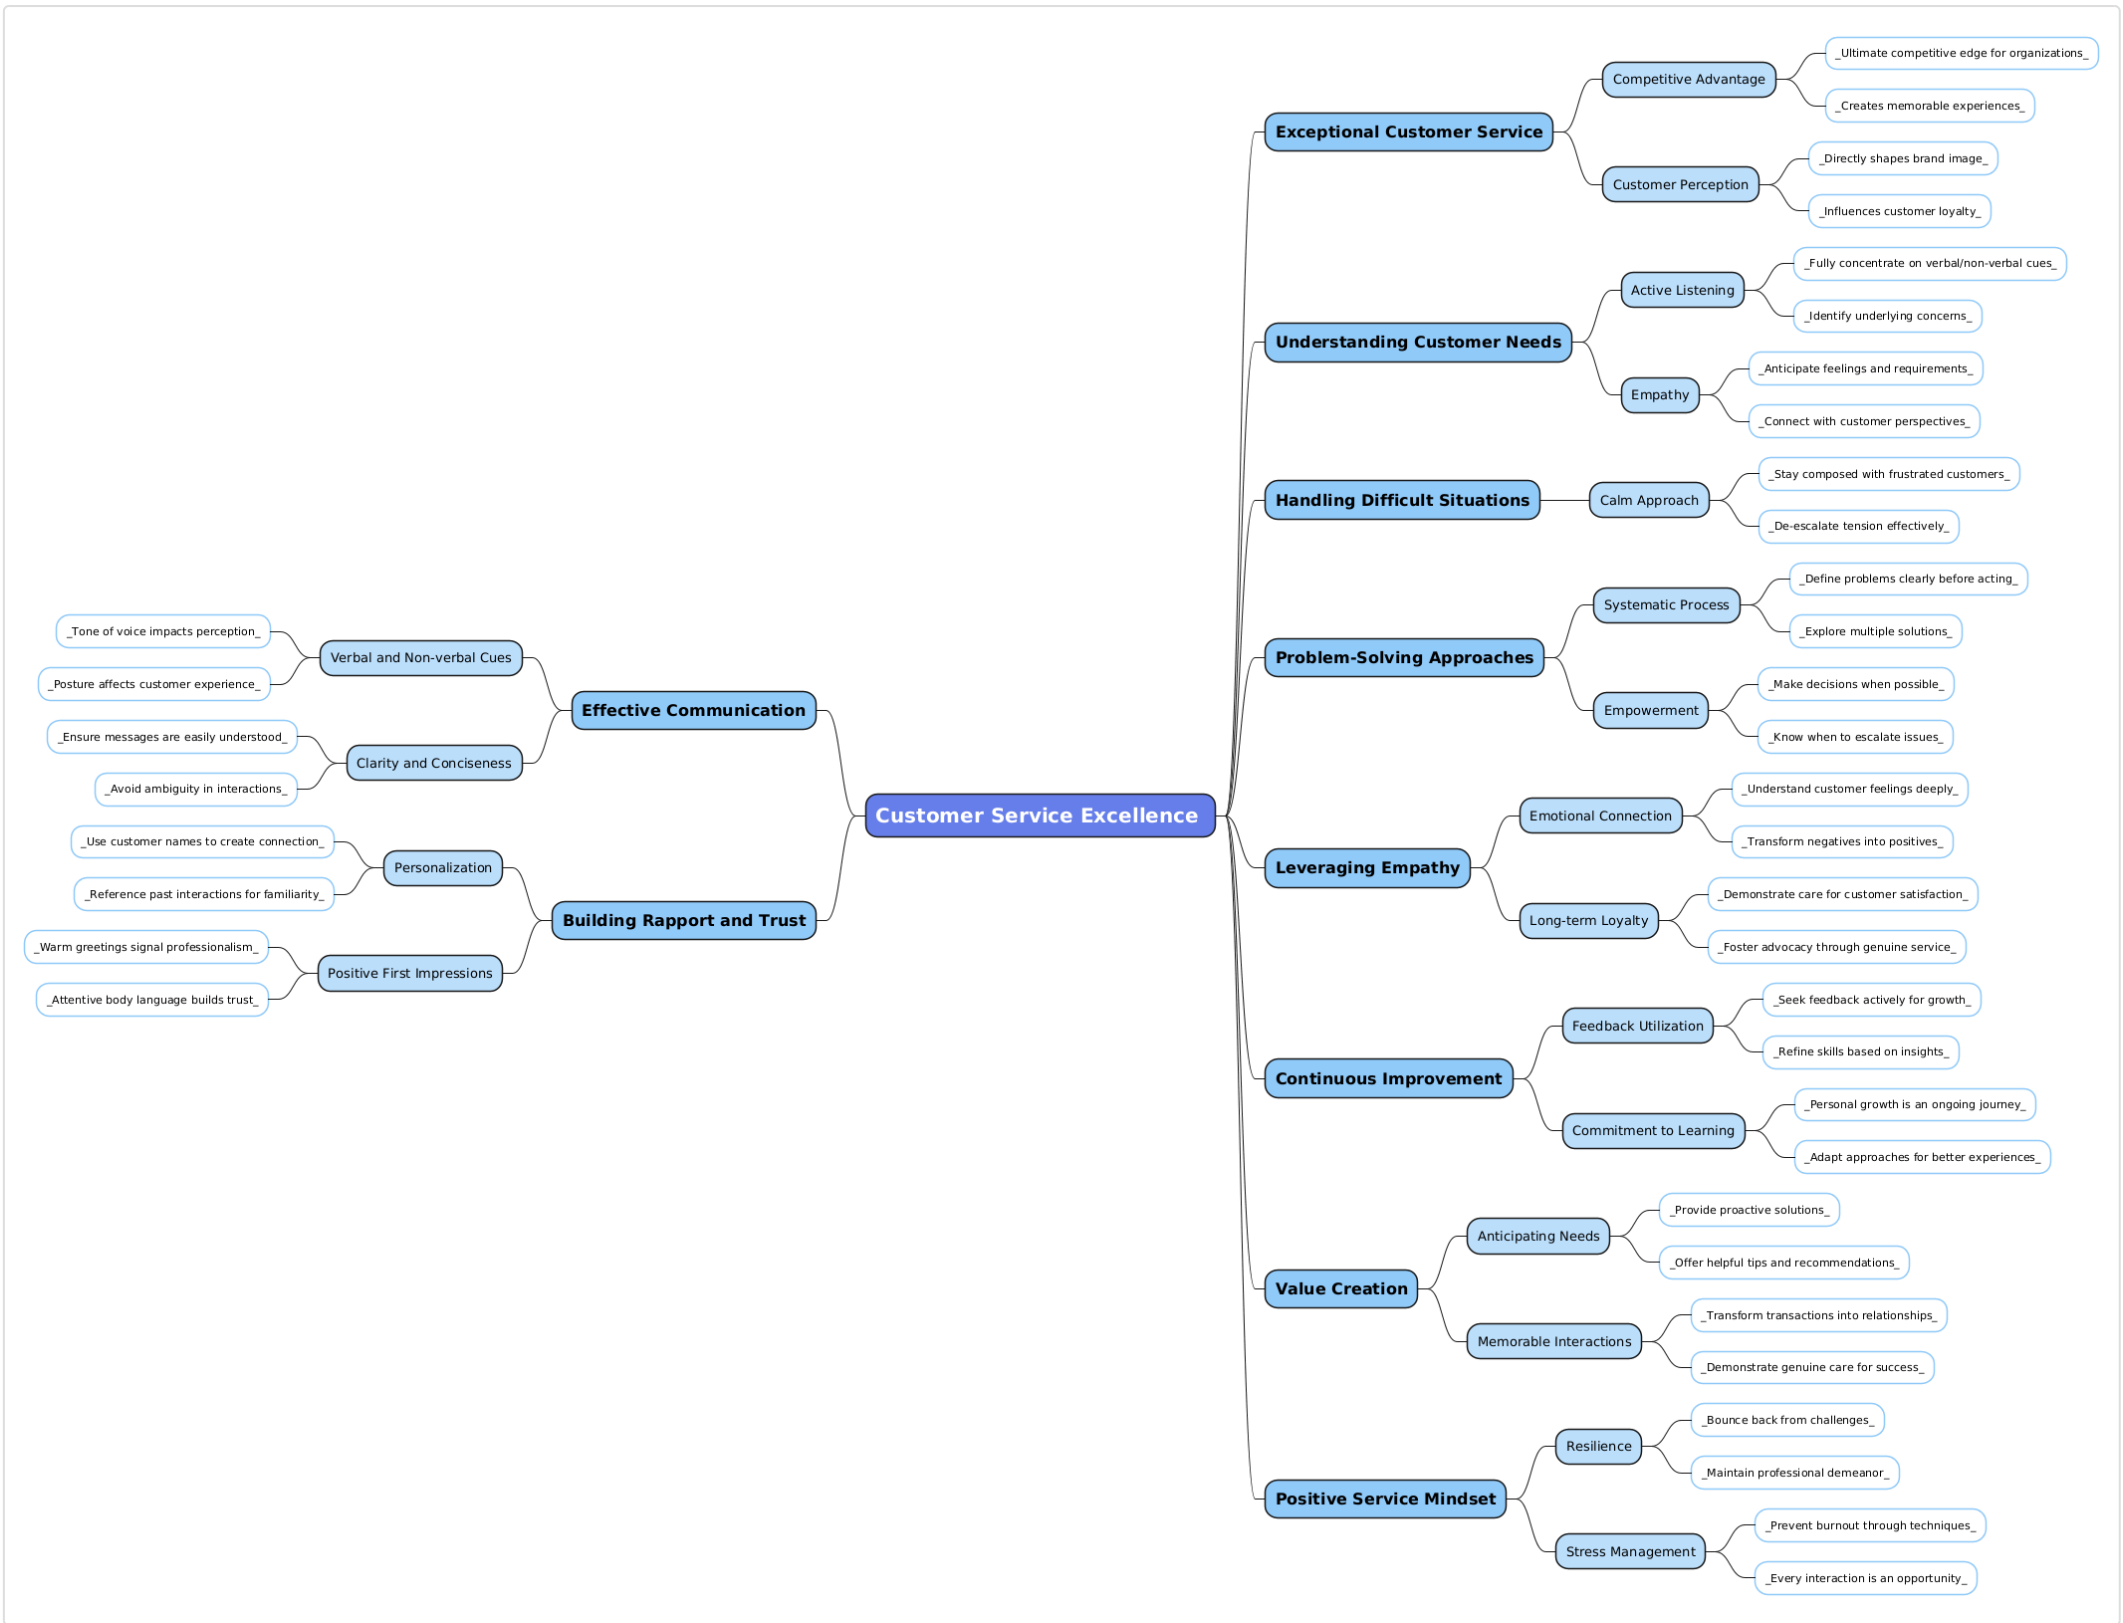 Customer Service Excellence
Effective Communication
Verbal and Non-verbal Cues
_Tone of voice impacts perception_
_Posture affects customer experience_
Clarity and Conciseness
_Ensure messages are easily understood_
_Avoid ambiguity in interactions_
Building Rapport and Trust
Personalization
_Use customer names to create connection_
_Reference past interactions for familiarity_
Positive First Impressions
_Warm greetings signal professionalism_
_Attentive body language builds trust_
Exceptional Customer Service
Competitive Advantage
_Ultimate competitive edge for organizations_
_Creates memorable experiences_
Customer Perception
_Directly shapes brand image_
_Influences customer loyalty_
Understanding Customer Needs
Active Listening
_Fully concentrate on verbal/non-verbal cues_
_Identify underlying concerns_
Empathy
_Anticipate feelings and requirements_
_Connect with customer perspectives_
Handling Difficult Situations
Calm Approach
_Stay composed with frustrated customers_
_De-escalate tension effectively_
Problem-Solving Approaches
Systematic Process
_Define problems clearly before acting_
_Explore multiple solutions_
Empowerment
_Make decisions when possible_
_Know when to escalate issues_
Leveraging Empathy
Emotional Connection
_Understand customer feelings deeply_
_Transform negatives into positives_
Long-term Loyalty
_Demonstrate care for customer satisfaction_
_Foster advocacy through genuine service_
Continuous Improvement
Feedback Utilization
_Seek feedback actively for growth_
_Refine skills based on insights_
Commitment to Learning
_Personal growth is an ongoing journey_
_Adapt approaches for better experiences_
Value Creation
Anticipating Needs
_Provide proactive solutions_
_Offer helpful tips and recommendations_
Memorable Interactions
_Transform transactions into relationships_
_Demonstrate genuine care for success_
Positive Service Mindset
Resilience
_Bounce back from challenges_
_Maintain professional demeanor_
Stress Management
_Prevent burnout through techniques_
_Every interaction is an opportunity_